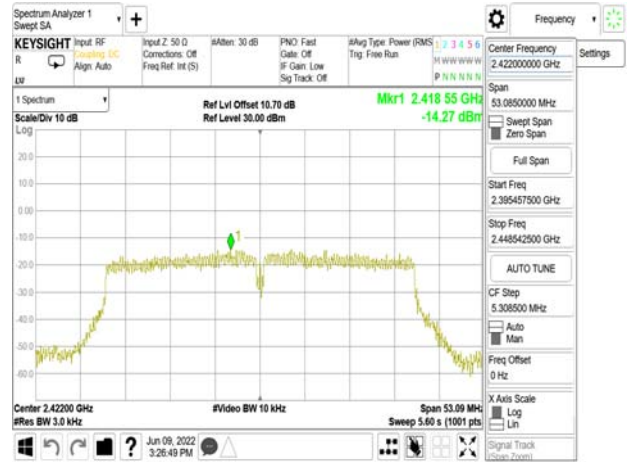 Spectrum Analyzer 1
Swept SA
+
Frequency
KEYSIGHT
R
Input: RF
Coupling: DC
Align: Auto
Input Z: 50 Ω
Corrections: Off
Freq Ref: Int (S)
#Atten: 30 dB
PNO: Fast
Gate: Off
IF Gain: Low
Sig Track: Off
#Avg Type: Power (RMS
Trig: Free Run
1 2 3 4 5 6
M W W W W W
P N N N N N
Settings
1 Spectrum
Scale/Div 10 dB
Log
Ref Lvl Offset 10.70 dB
Ref Level 30.00 dBm
Mkr1 2.418 55 GHz
-14.27 dBm
20.0
10.0
0.00
-10.0
-20.0
-30.0
-40.0
-50.0
-60.0
1
Center 2.42200 GHz
#Res BW 3.0 kHz
#Video BW 10 kHz
Span 53.09 MHz
Sweep 5.60 s (1001 pts
Center Frequency
2.422000000 GHz
Span
53.0850000 MHz
Swept Span
Zero Span
Full Span
Start Freq
2.395457500 GHz
Stop Freq
2.448542500 GHz
AUTO TUNE
CF Step
5.308500 MHz
Auto
Man
Freq Offset
0 Hz
X Axis Scale
Log
Lin
Signal Track
(Span Zoom)
?
Jun 09, 2022
3:26:49 PM